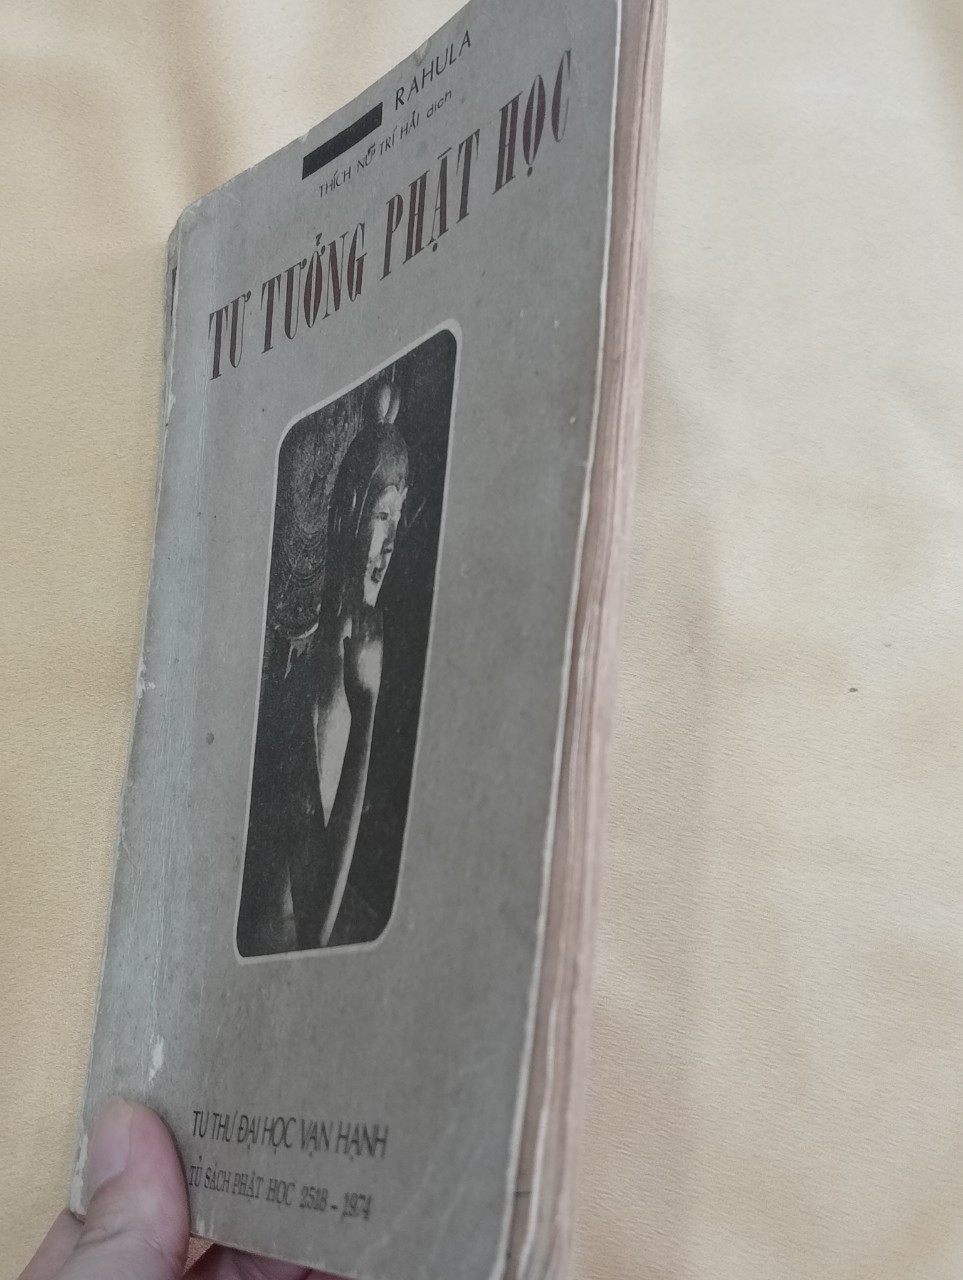 RAHULA
THÍCH NỮ TRÍ HẢI dịch
TƯ TƯỞNG PHẬT HỌC
TU THƯ ĐẠI HỌC VẠN HẠNH
TỦ SÁCH PHẬT HỌC 2518 - 1974